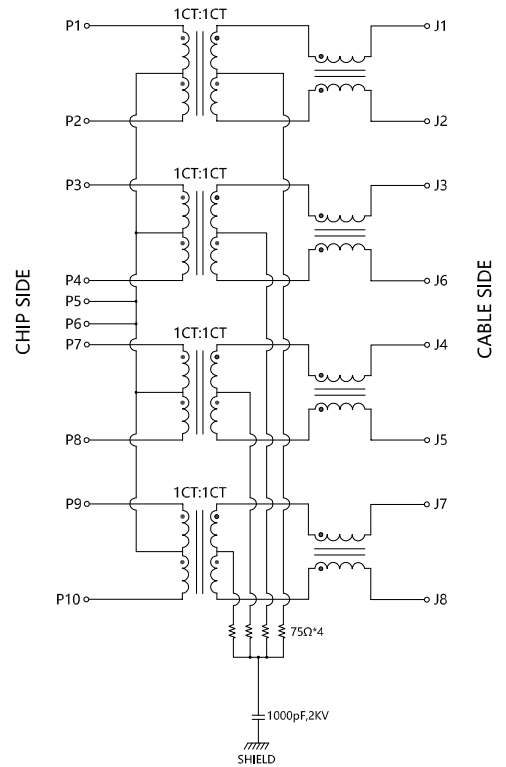 1CT:1CT
P1
J1
P2
J2
1CT:1CT
P3
J3
P4
J6
P5
P6
CHIP SIDE
CABLE SIDE
1CT:1CT
P7
J4
P8
J5
1CT:1CT
P9
J7
P10
J8
75Ω*4
1000pF,2KV
SHIELD